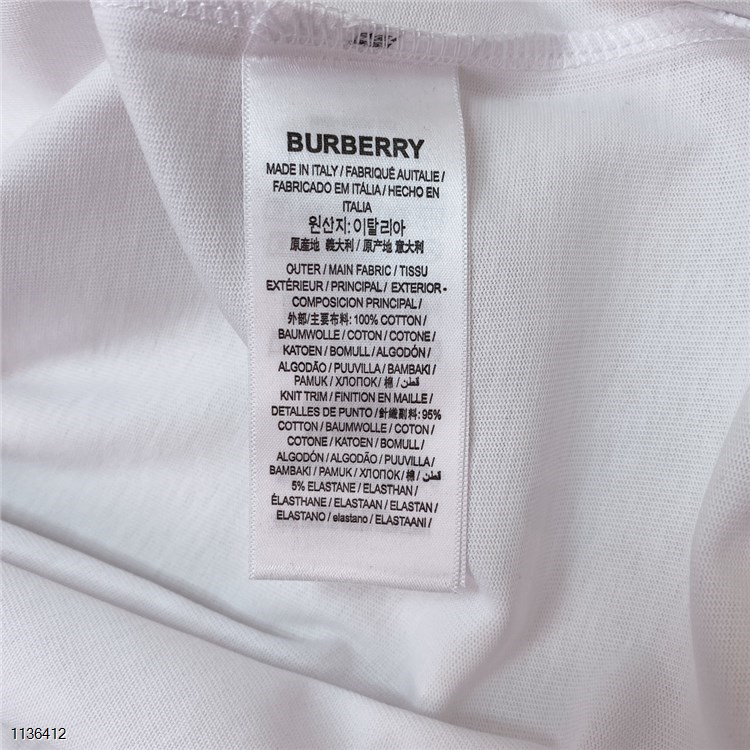 BURBERRY
MADE IN ITALY / FABRIQUÉ AUITALIE /
FABRICADO EM ITÁLIA / HECHO EN
ITALIA
원산지: 이탈리아
原産地 義大利 / 原产地 意大利
OUTER / MAIN FABRIC / TISSU
EXTÉRIEUR / PRINCIPAL / EXTERIOR -
COMPOSICION PRINCIPAL /
外部/主要布料: 100% COTTON /
BAUMWOLLE / COTON / COTONE /
KATOEN / BOMULL / ALGODÓN /
ALGODÃO / PUUVILLA / BAMBAKI /
PAMUK / ХЛОПОК / 棉 / قطن /
KNIT TRIM / FINITION EN MAILLE /
DETALLES DE PUNTO / 針織副料: 95%
COTTON / BAUMWOLLE / COTON /
COTONE / KATOEN / BOMULL /
ALGODÓN / ALGODÃO / PUUVILLA /
BAMBAKI / PAMUK / ХЛОПОК / 棉 / قطن /
5% ELASTANE / ELASTHAN /
ÉLASTHANE / ELASTAAN / ELASTAN /
ELASTANO / elastano / ELASTAANI /
1136412